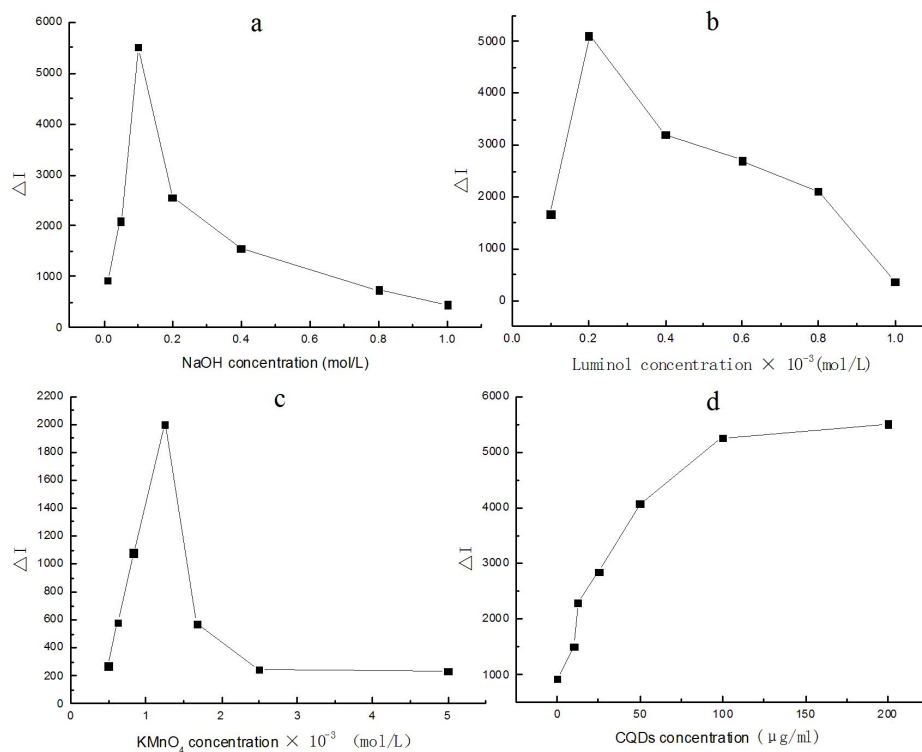 a
6000
5000
4000
3000
2000
1000
0
△I
0.0 0.2 0.4 0.6 0.8 1.0
NaOH concentration (mol/L)
b
5000
4000
3000
2000
1000
0
△I
0.0 0.2 0.4 0.6 0.8 1.0
Luminol concentration × 10⁻³(mol/L)
c
2200
2000
1800
1600
1400
1200
1000
800
600
400
200
0
△I
0 1 2 3 4 5
KMnO₄ concentration × 10⁻³ (mol/L)
d
6000
5000
4000
3000
2000
1000
△I
0 50 100 150 200
CQDs concentration (μg/ml)